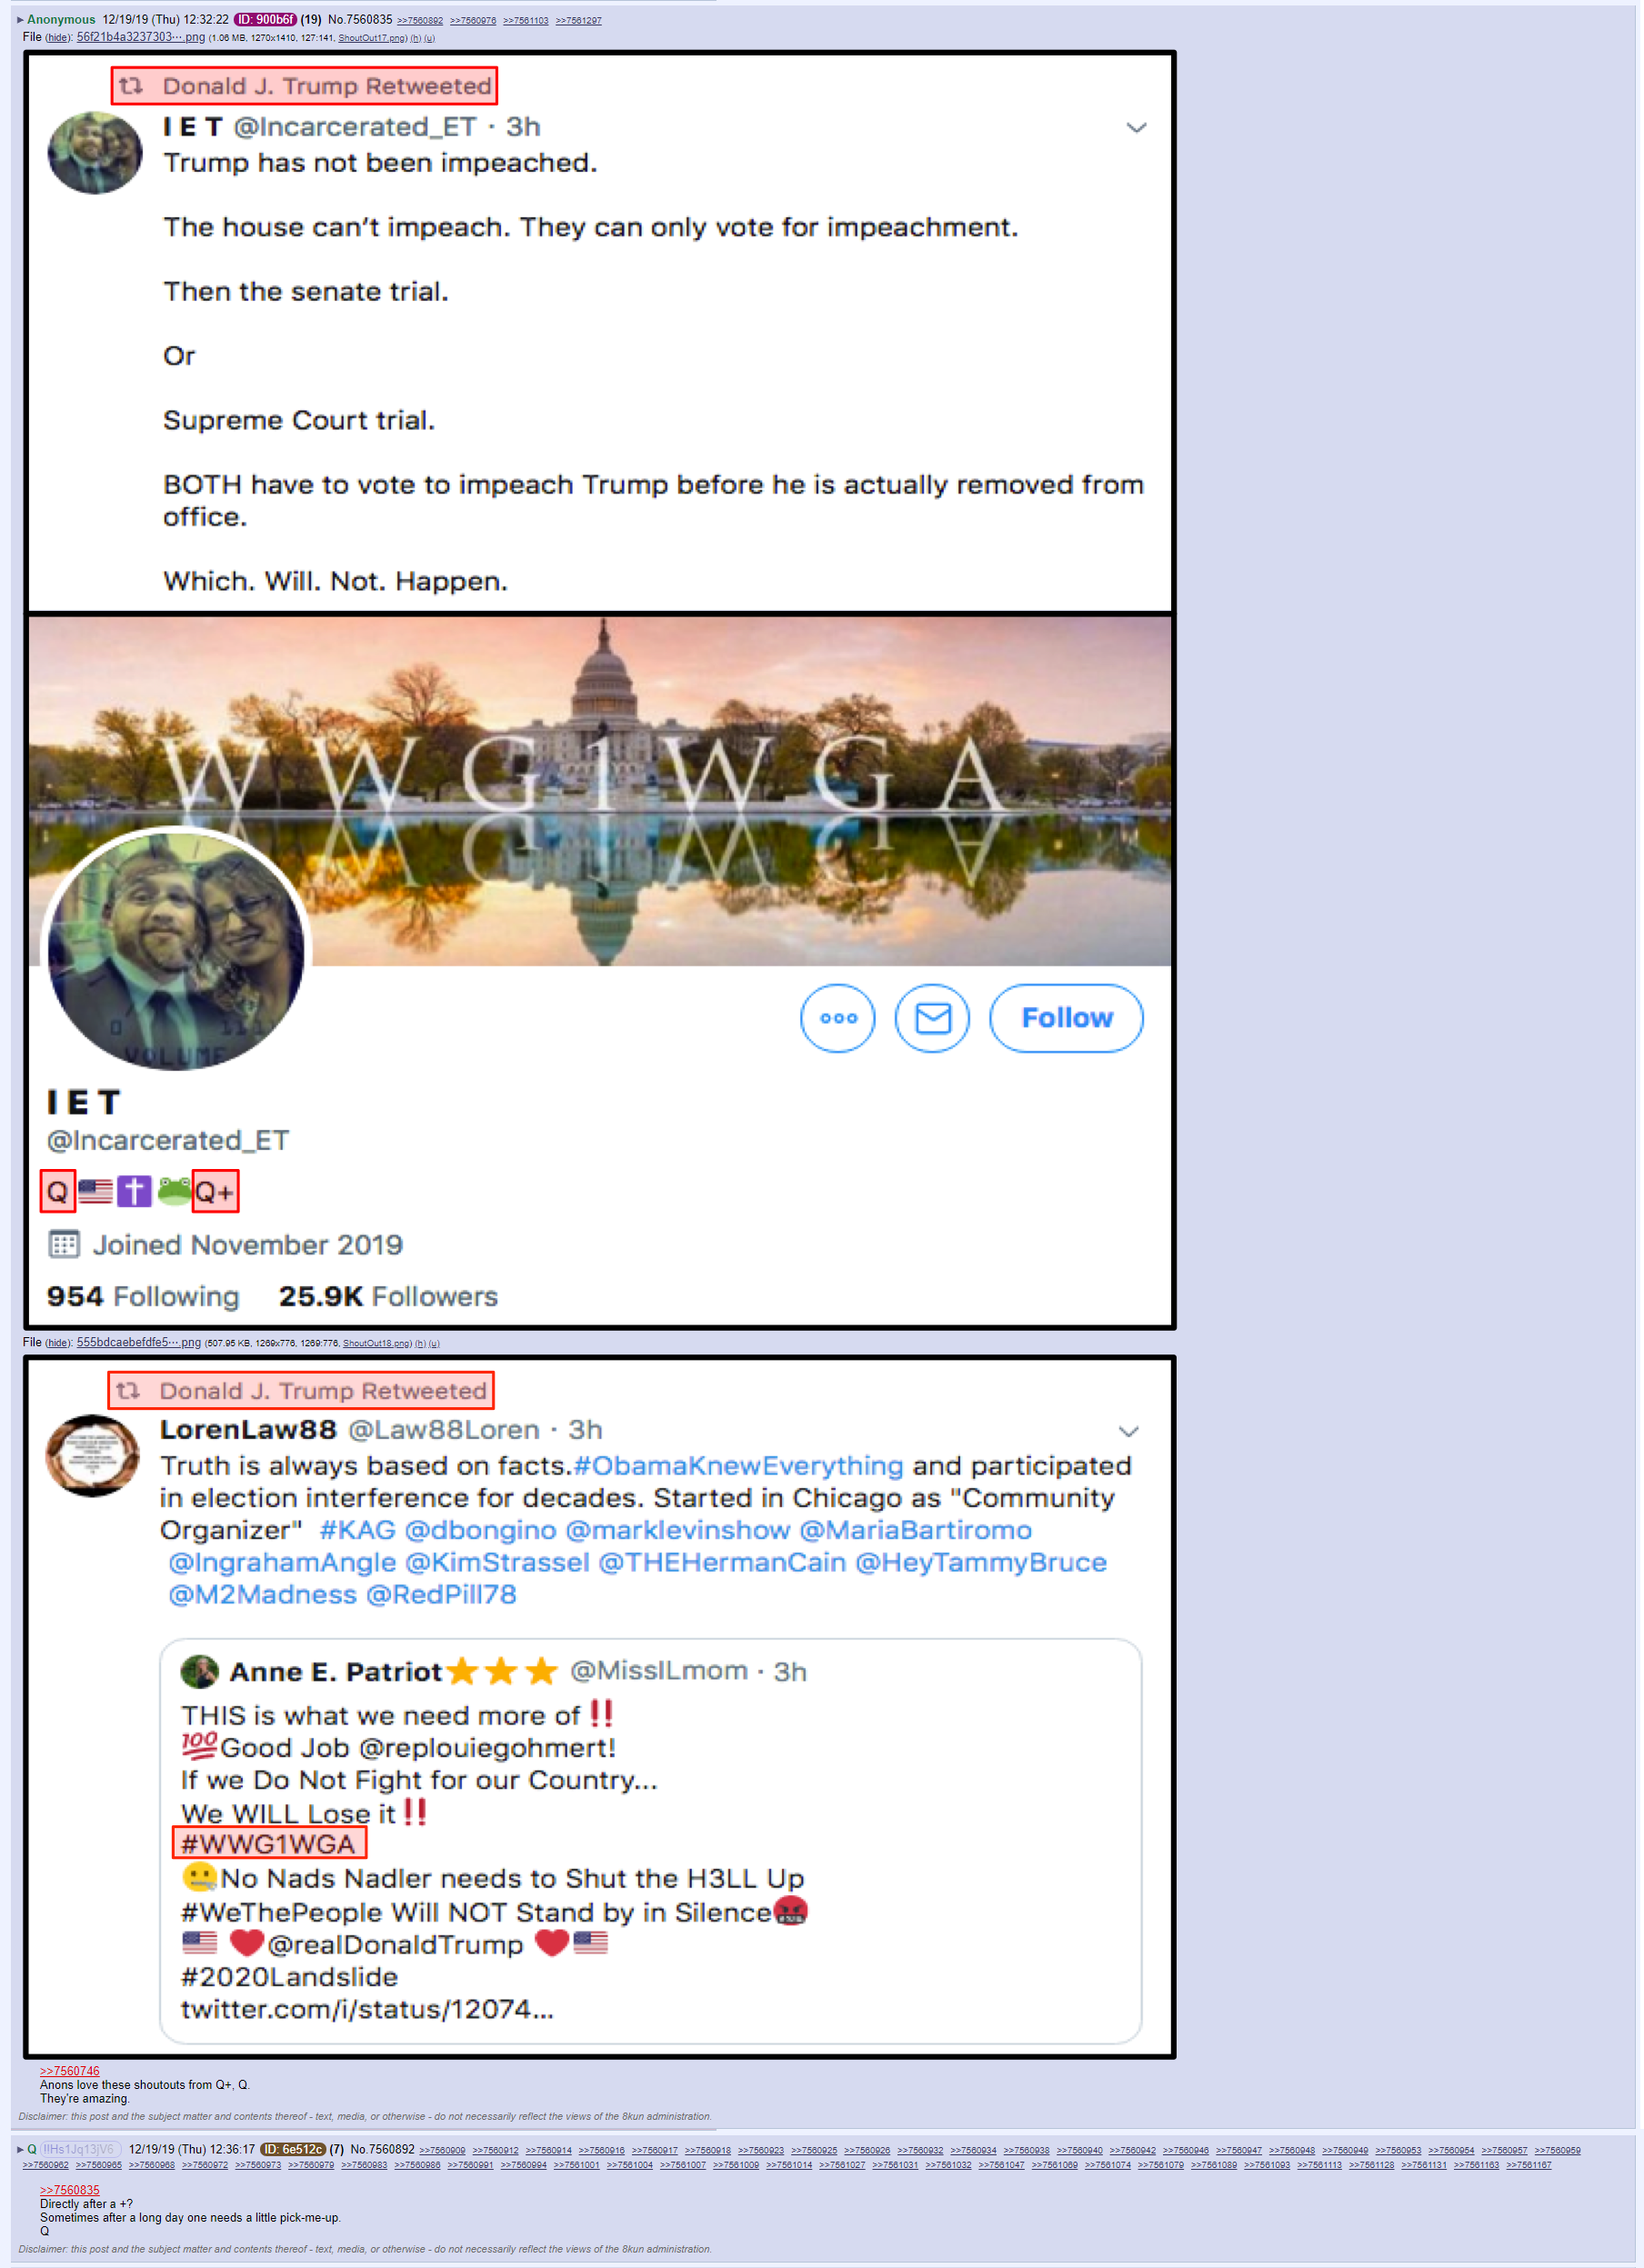 ▶ Anonymous 12/19/19 (Thu) 12:32:22 ID: 900b6f (19) No.7560835 >>7560892 >>7560976 >>7561103 >>7561297
File (hide): 56f21b4a3237303⋯.png (1.06 MB, 1270x1410, 127:141, ShoutOut17.png) (h) (u)
Donald J. Trump Retweeted
I E T @Incarcerated_ET · 3h
Trump has not been impeached.
The house can't impeach. They can only vote for impeachment.
Then the senate trial.
Or
Supreme Court trial.
BOTH have to vote to impeach Trump before he is actually removed from
office.
Which. Will. Not. Happen.
W W G 1 W G A
VOLUME
Follow
I E T
@Incarcerated_ET
Q🇺🇸✝️🐸Q+
Joined November 2019
954 Following 25.9K Followers
File (hide): 555bdcaebefdfe5⋯.png (507.95 KB, 1269x776, 1269:776, ShoutOut18.png) (h) (u)
Donald J. Trump Retweeted
LorenLaw88 @Law88Loren · 3h
Truth is always based on facts.#ObamaKnewEverything and participated
in election interference for decades. Started in Chicago as "Community
Organizer" #KAG @dbongino @marklevinshow @MariaBartiromo
@IngrahamAngle @KimStrassel @THEHermanCain @HeyTammyBruce
@M2Madness @RedPill78
Anne E. Patriot⭐⭐⭐ @MissILmom · 3h
THIS is what we need more of‼️
💯Good Job @replouiegohmert!
If we Do Not Fight for our Country...
We WILL Lose it‼️
#WWG1WGA
🤐No Nads Nadler needs to Shut the H3LL Up
#WeThePeople Will NOT Stand by in Silence🤬
🇺🇸 ❤️@realDonaldTrump ❤️🇺🇸
#2020Landslide
twitter.com/i/status/12074...
>>7560746
Anons love these shoutouts from Q+, Q.
They're amazing.
Disclaimer: this post and the subject matter and contents thereof - text, media, or otherwise - do not necessarily reflect the views of the 8kun administration.
▶ Q !!Hs1Jq13jV6 12/19/19 (Thu) 12:36:17 ID: 6e512c (7) No.7560892 >>7560909 >>7560912 >>7560914 >>7560916 >>7560917 >>7560918 >>7560923 >>7560925 >>7560926 >>7560932 >>7560934 >>7560938 >>7560940 >>7560942 >>7560946 >>7560947 >>7560948 >>7560949 >>7560953 >>7560954 >>7560957 >>7560959
>>7560962 >>7560965 >>7560968 >>7560972 >>7560973 >>7560979 >>7560983 >>7560986 >>7560991 >>7560994 >>7561001 >>7561004 >>7561007 >>7561009 >>7561014 >>7561027 >>7561031 >>7561032 >>7561047 >>7561069 >>7561074 >>7561079 >>7561089 >>7561093 >>7561113 >>7561128 >>7561131 >>7561163 >>7561167
>>7560835
Directly after a +?
Sometimes after a long day one needs a little pick-me-up.
Q
Disclaimer: this post and the subject matter and contents thereof - text, media, or otherwise - do not necessarily reflect the views of the 8kun administration.